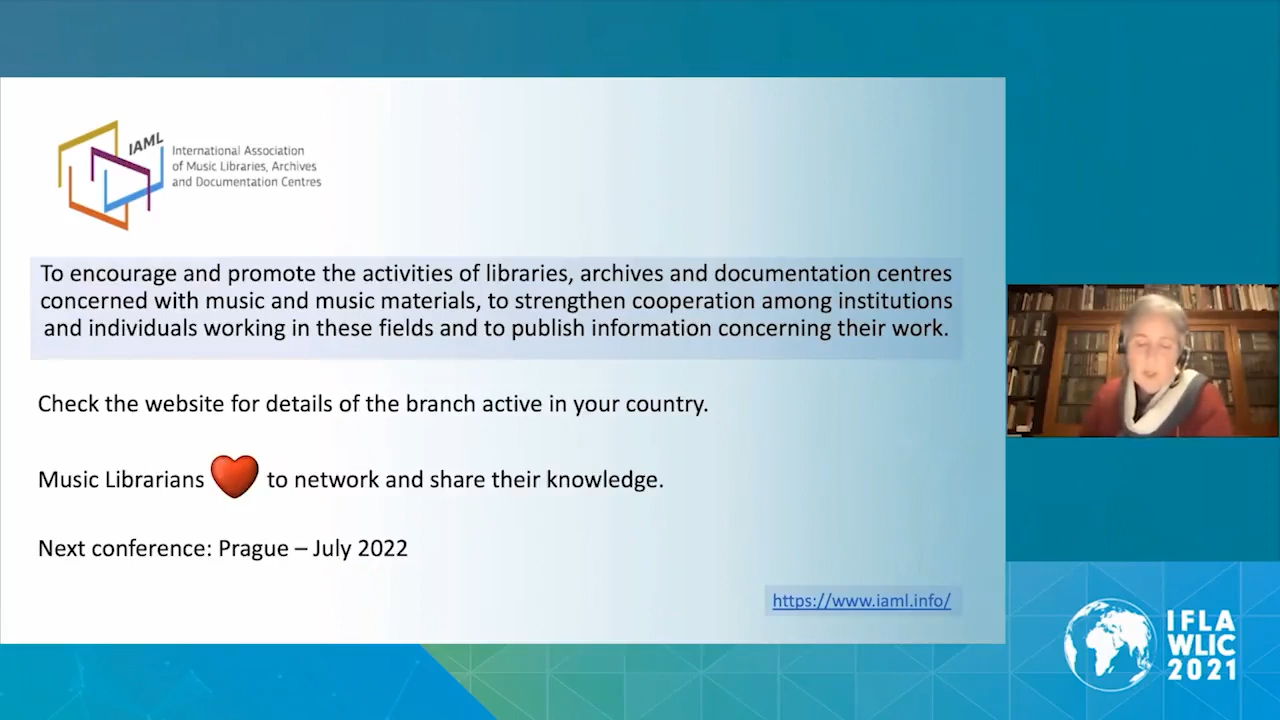 IAML
International Association
of Music Libraries, Archives
and Documentation Centres
To encourage and promote the activities of libraries, archives and documentation centres
concerned with music and music materials, to strengthen cooperation among institutions
and individuals working in these fields and to publish information concerning their work.
Check the website for details of the branch active in your country.
Music Librarians ❤ to network and share their knowledge.
Next conference: Prague – July 2022
https://www.iaml.info/
IFLA
WLIC
2021